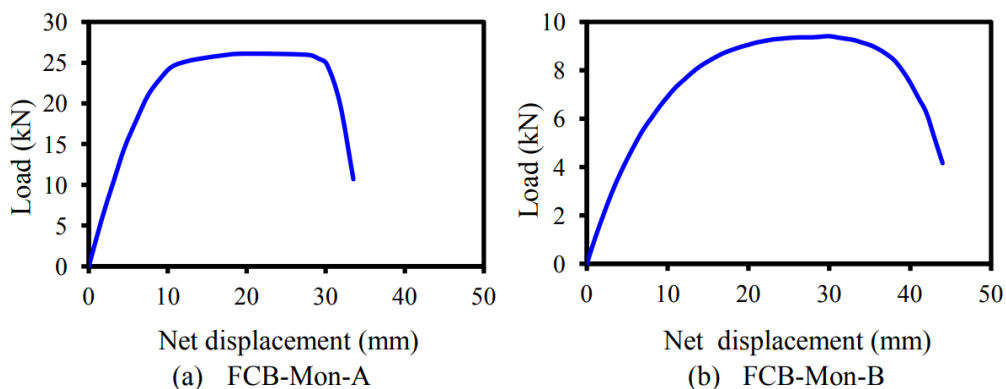 30
25
20
15
10
5
0
Load (kN)
0 10 20 30 40 50
Net displacement (mm)
(a) FCB-Mon-A
10
8
6
4
2
0
Load (kN)
0 10 20 30 40 50
Net displacement (mm)
(b) FCB-Mon-B